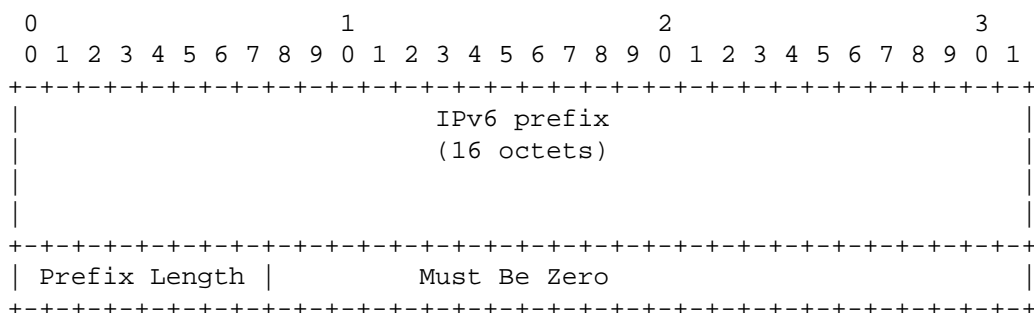 0                   1                   2                   3
 0 1 2 3 4 5 6 7 8 9 0 1 2 3 4 5 6 7 8 9 0 1 2 3 4 5 6 7 8 9 0 1
+-+-+-+-+-+-+-+-+-+-+-+-+-+-+-+-+-+-+-+-+-+-+-+-+-+-+-+-+-+-+-+-+
|                          IPv6 prefix                          |
|                          (16 octets)                          |
|                                                               |
|                                                               |
+-+-+-+-+-+-+-+-+-+-+-+-+-+-+-+-+-+-+-+-+-+-+-+-+-+-+-+-+-+-+-+-+
| Prefix Length |         Must Be Zero                          |
+-+-+-+-+-+-+-+-+-+-+-+-+-+-+-+-+-+-+-+-+-+-+-+-+-+-+-+-+-+-+-+-+